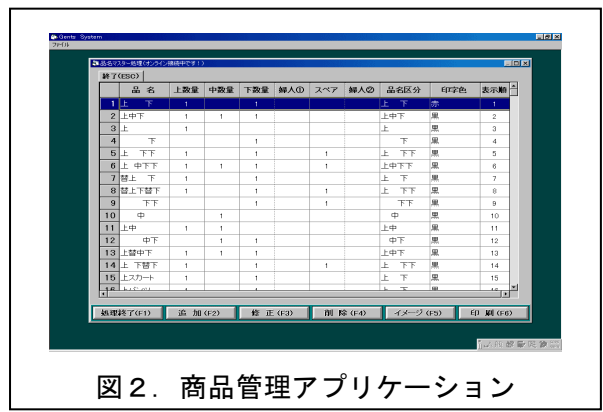 Gents System
ファイル
品名マスター処理(オンライン接続中です!)
終了(ESC)
品 名 上数量 中数量 下数量 婦人① スペア 婦人② 品名区分 印字色 表示順
1 上 下 1 1 上 下 赤 1
2 上中下 1 1 1 上中下 黒 2
3 上 1 上 黒 3
4 下 1 下 黒 4
5 上 下下 1 1 1 上 下下 黒 5
6 上 中下下 1 1 1 1 上中下下 黒 6
7 替上 下 1 1 上 下 黒 7
8 替上下替下 1 1 1 上 下下 黒 8
9 下下 1 1 下下 黒 9
10 中 1 中 黒 10
11 上中 1 1 上中 黒 11
12 中下 1 1 中下 黒 12
13 上替中下 1 1 1 上中下 黒 13
14 上 下替下 1 1 1 上 下下 黒 14
15 上スカート 1 1 上 下 黒 15
処理終了(F1) 追 加(F2) 修 正(F3) 削 除(F4) イメージ(F5) 印 刷(F6)
図2. 商品管理アプリケーション